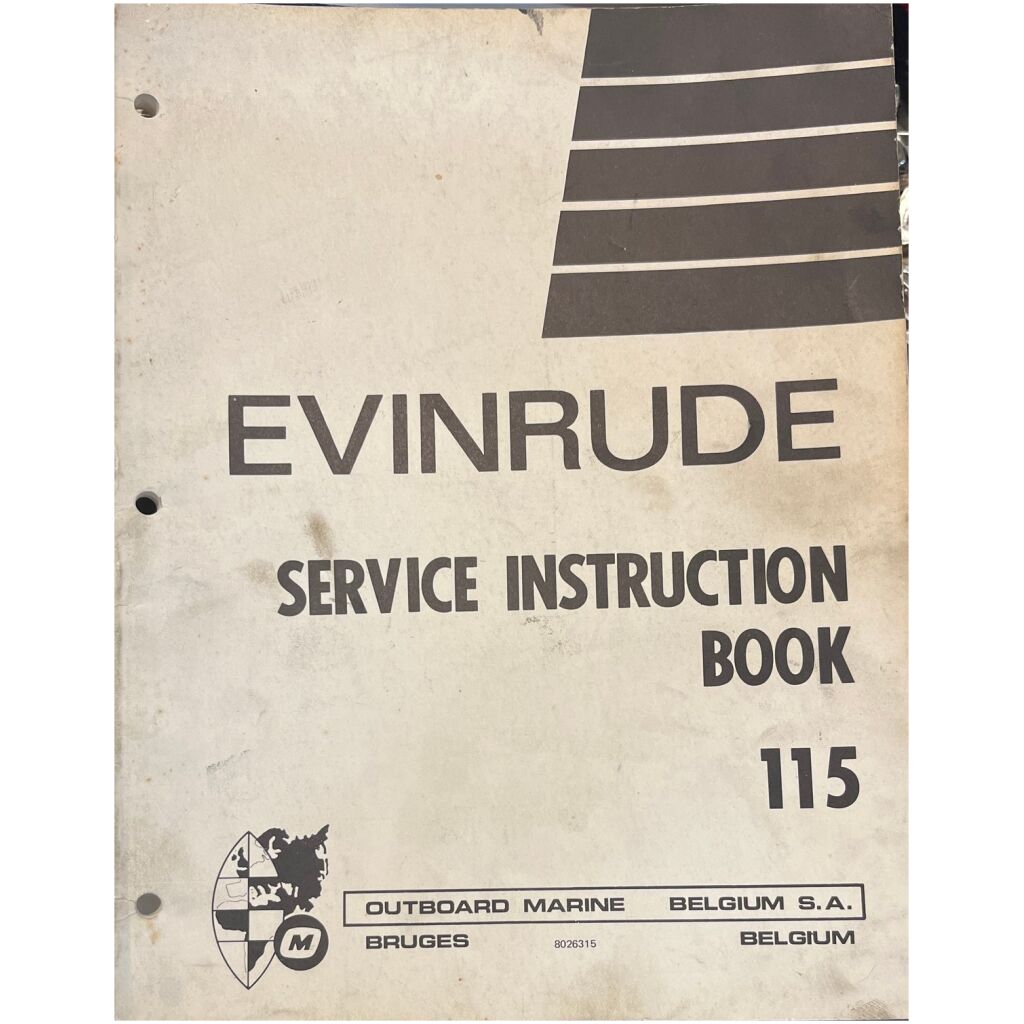 EVINRUDE
SERVICE INSTRUCTION
BOOK
115
M
OUTBOARD MARINE BELGIUM S.A.
BRUGES 8026315 BELGIUM